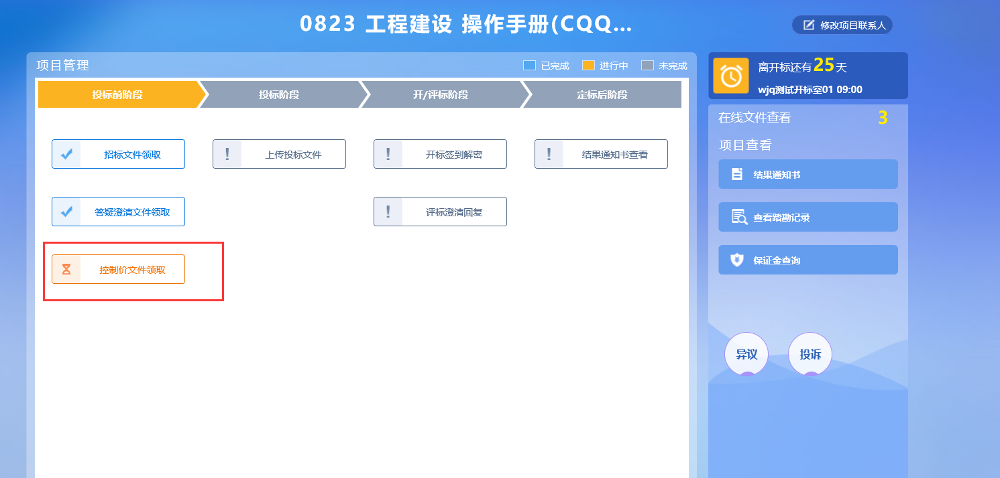 0823 工程建设 操作手册(CQQ...
修改项目联系人
项目管理
已完成 进行中 未完成
投标前阶段 投标阶段 开/评标阶段 定标后阶段
招标文件领取 上传投标文件 开标签到解密 结果通知书查看
答疑澄清文件领取 评标澄清回复
控制价文件领取
离开标还有25天
wjq测试开标室01 09:00
在线文件查看 3
项目查看
结果通知书
查看踏勘记录
保证金查询
异议 投诉